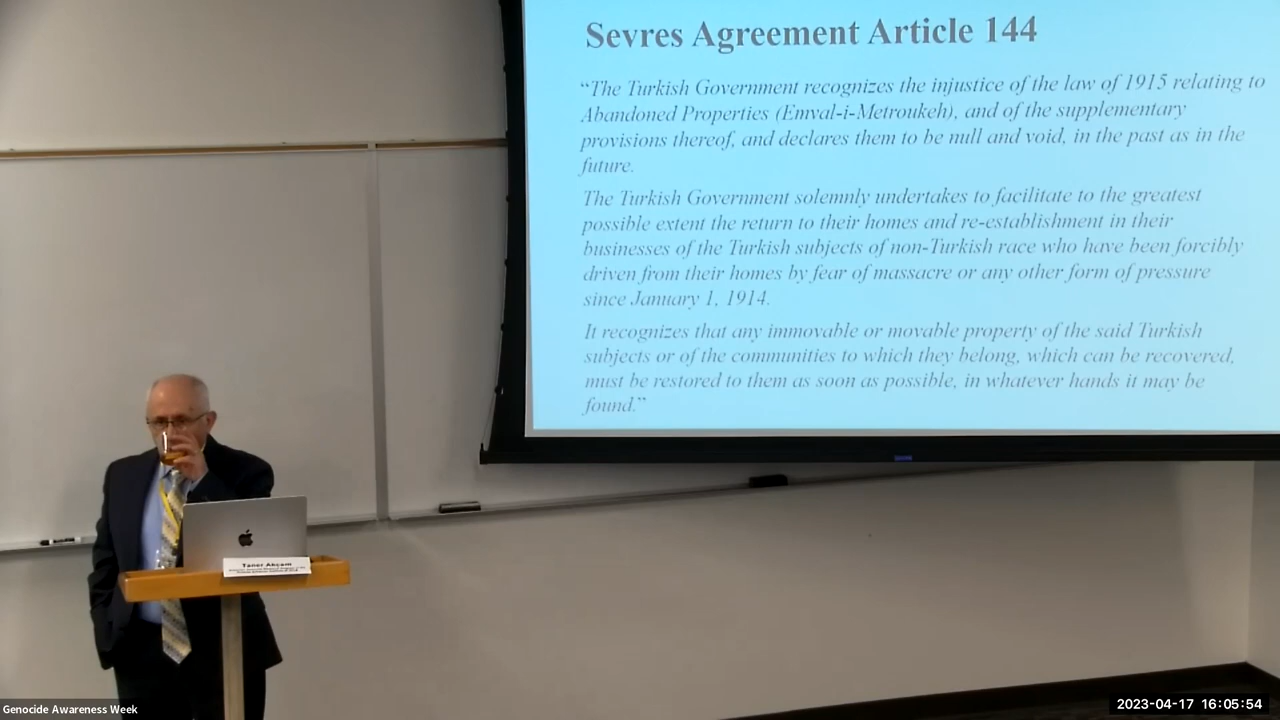 Sevres Agreement Article 144
“The Turkish Government recognizes the injustice of the law of 1915 relating to
Abandoned Properties (Emval-i-Metroukeh), and of the supplementary
provisions thereof, and declares them to be null and void, in the past as in the
future.
The Turkish Government solemnly undertakes to facilitate to the greatest
possible extent the return to their homes and re-establishment in their
businesses of the Turkish subjects of non-Turkish race who have been forcibly
driven from their homes by fear of massacre or any other form of pressure
since January 1, 1914.
It recognizes that any immovable or movable property of the said Turkish
subjects or of the communities to which they belong, which can be recovered,
must be restored to them as soon as possible, in whatever hands it may be
found.”
Taner Akçam
Genocide Awareness Week
2023-04-17 16:05:54